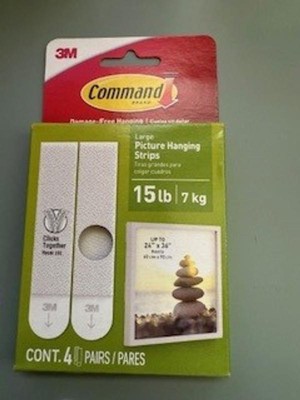 3M
Command
BRAND
Damage-Free Hanging
Large
Picture Hanging
Strips
Tiras grandes para
colgar cuadros
15 lb 7 kg
Clicks
Together
UP TO
24" x 36"
3M 3M
CONT. 4 PAIRS/PARES